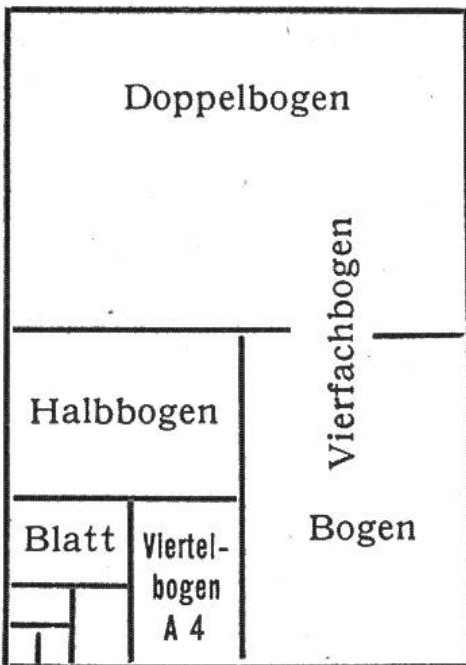 Doppelbogen
Vierfachbogen
Halbbogen
Bogen
Blatt
Viertel-
bogen
A 4